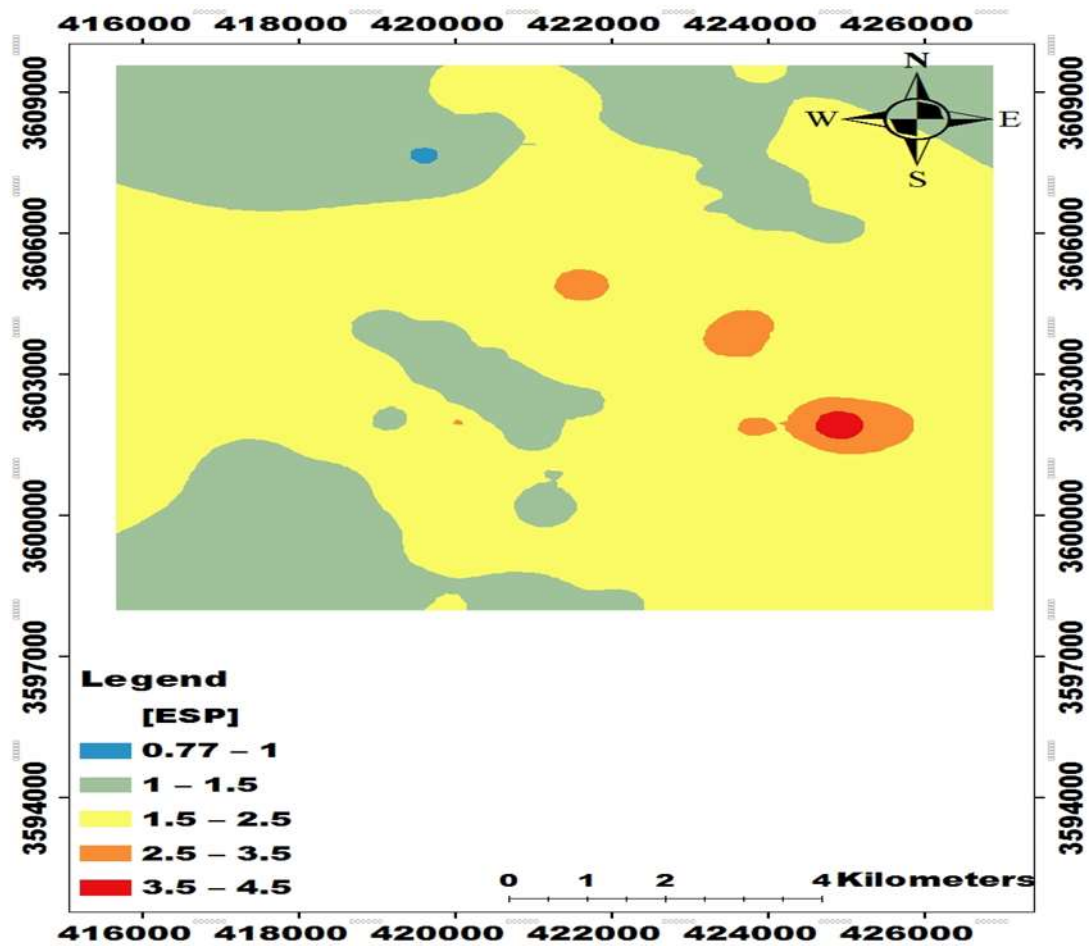 416000 418000 420000 422000 424000 426000
N
W E
S
3609000 3609000
3606000 3606000
3603000 3603000
3600000 3600000
3597000 3597000
3594000 3594000
Legend
[ESP]
0.77 – 1
1 – 1.5
1.5 – 2.5
2.5 – 3.5
3.5 – 4.5
0 1 2 4 Kilometers
416000 418000 420000 422000 424000 426000